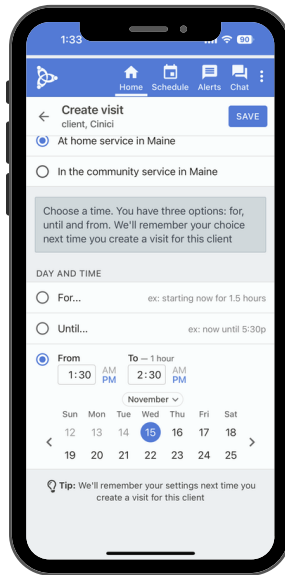 1:33
90
Home Schedule Alerts Chat
Create visit
client, Cinici
SAVE
At home service in Maine
In the community service in Maine
Choose a time. You have three options: for,
until and from. We'll remember your choice
next time you create a visit for this client
DAY AND TIME
For... ex: starting now for 1.5 hours
Until... ex: now until 5:30p
From To — 1 hour
1:30 AM PM 2:30 AM PM
November
Sun Mon Tue Wed Thu Fri Sat
12 13 14 15 16 17 18
19 20 21 22 23 24 25
Tip: We'll remember your settings next time you
create a visit for this client